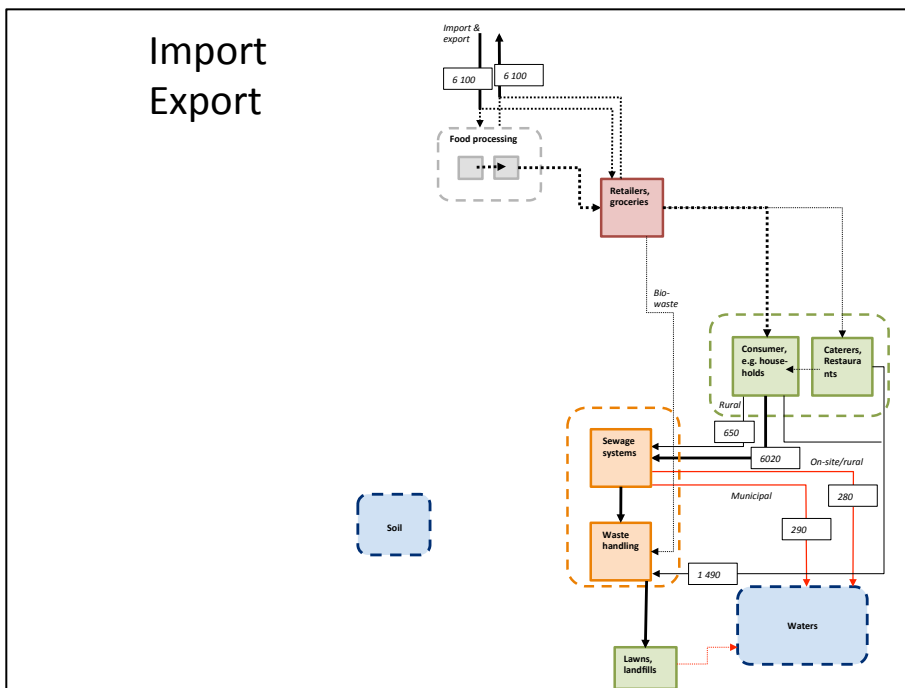 Import
Export
Import &
export
6 100
6 100
Food processing
Retailers,
groceries
Bio-
waste
Consumer,
e.g. house-
holds
Caterers,
Restaura
nts
Rural
650
Sewage
systems
6020
On-site/rural
Municipal
280
290
Soil
Waste
handling
1 490
Waters
Lawns,
landfills